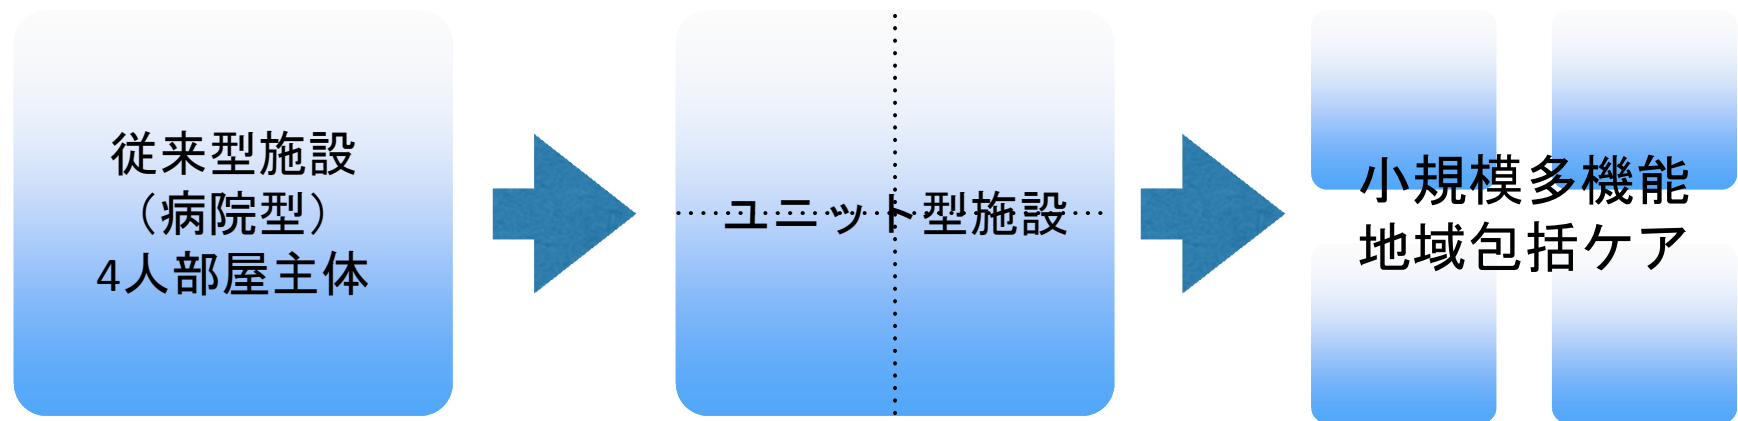 従来型施設
（病院型）
4人部屋主体
ユニット型施設
小規模多機能
地域包括ケア